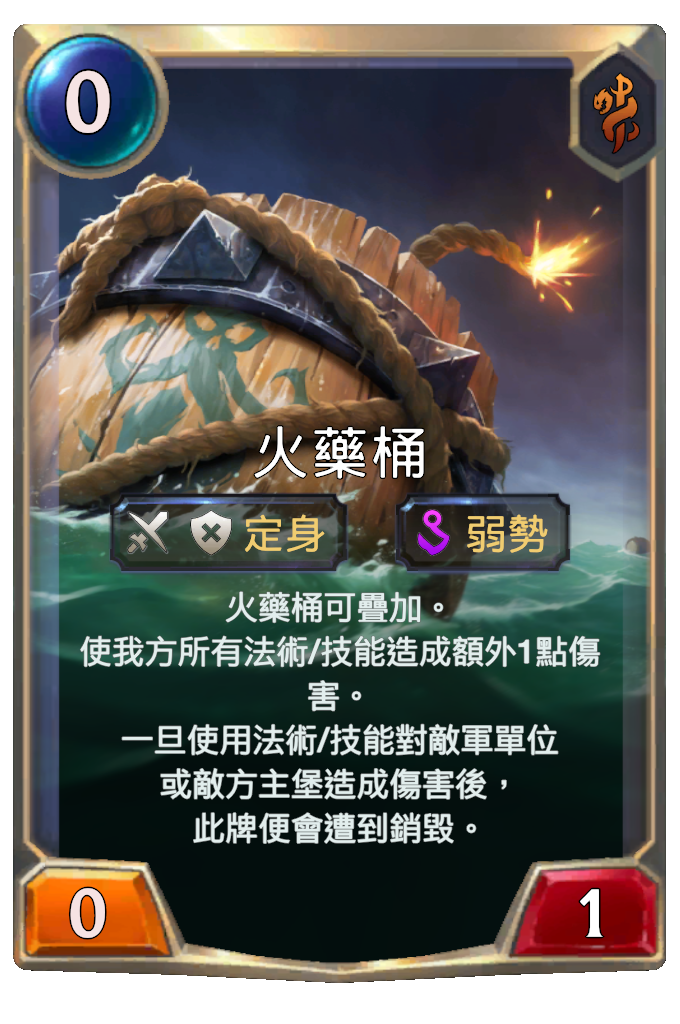 0
火藥桶
定身 弱勢
火藥桶可疊加。
使我方所有法術/技能造成額外1點傷
害。
一旦使用法術/技能對敵軍單位
或敵方主堡造成傷害後，
此牌便會遭到銷毀。
0 1